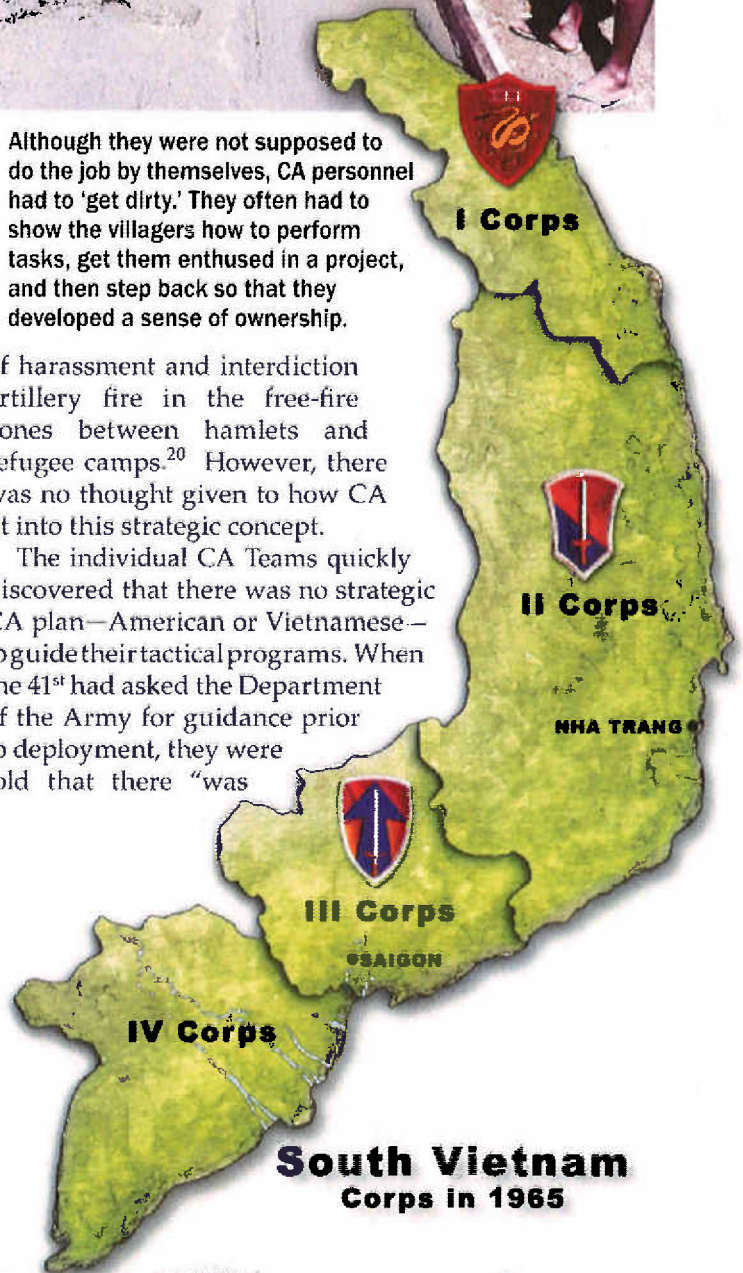 Although they were not supposed to
do the job by themselves, CA personnel
had to 'get dirty.' They often had to
show the villagers how to perform
tasks, get them enthused in a project,
and then step back so that they
developed a sense of ownership.
f harassment and interdiction
rtillery fire in the free-fire
ones between hamlets and
efugee camps.20 However, there
was no thought given to how CA
t into this strategic concept.
The individual CA Teams quickly
iscovered that there was no strategic
CA plan—American or Vietnamese—
o guide their tactical programs. When
he 41st had asked the Department
f the Army for guidance prior
o deployment, they were
old that there "was
I Corps
II Corps
NHA TRANG
III Corps
SAIGON
IV Corps
South Vietnam
Corps in 1965